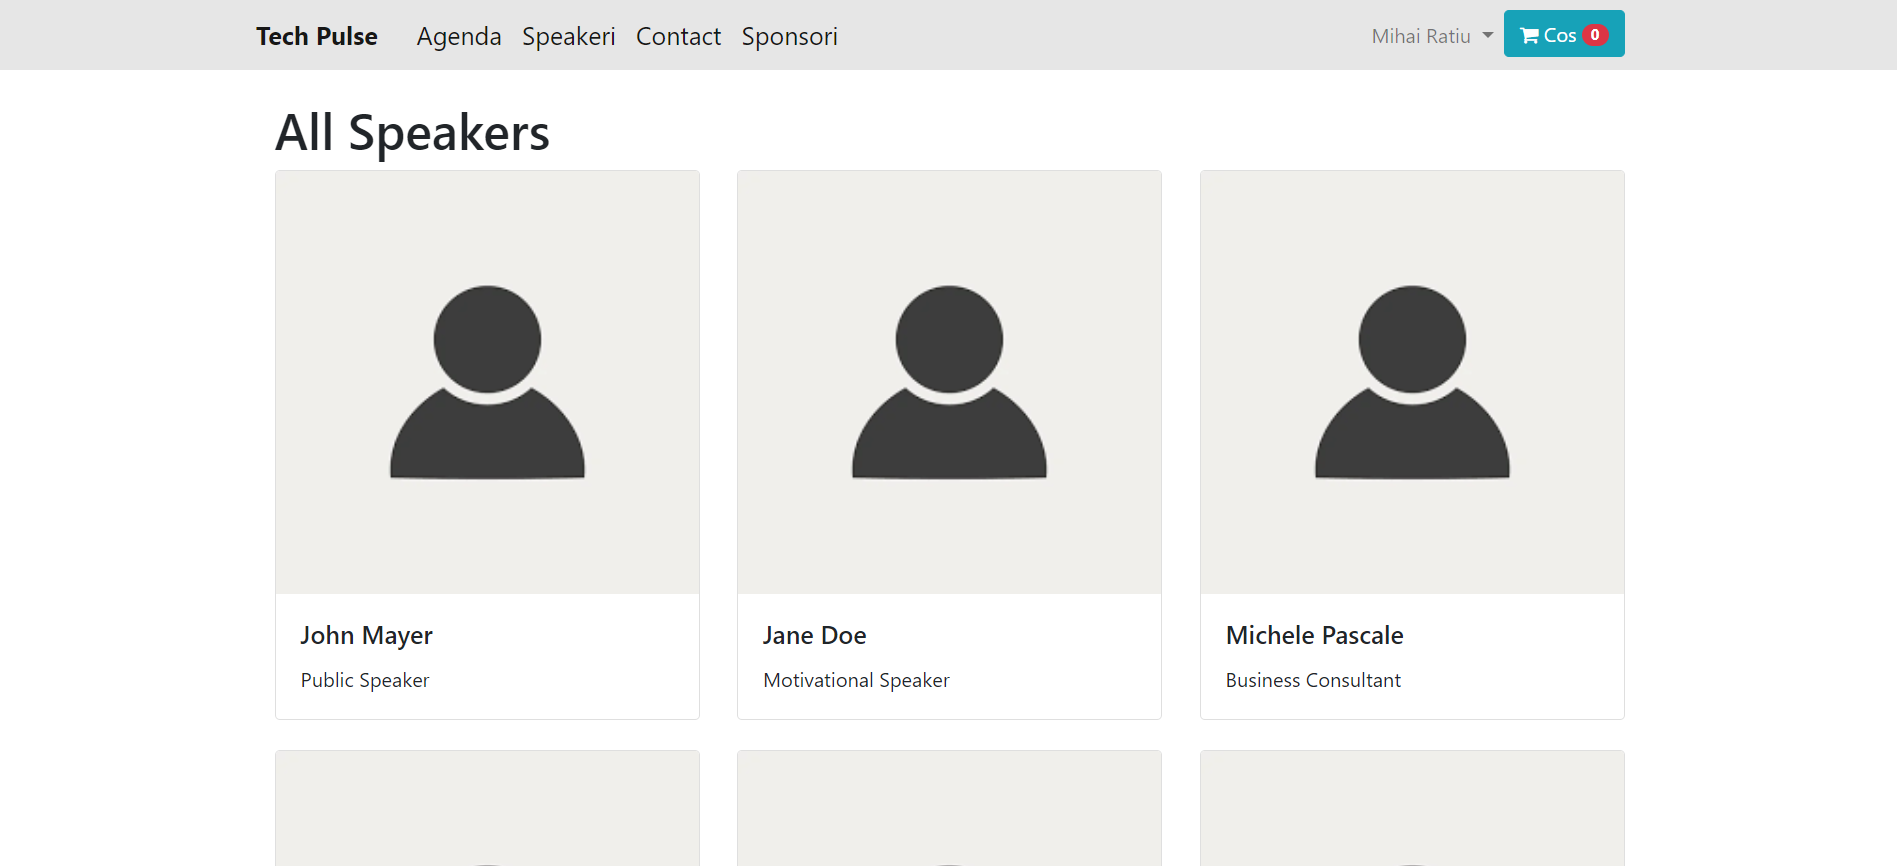 Tech Pulse Agenda Speakeri Contact Sponsori Mihai Ratiu Cos 0
All Speakers
John Mayer
Public Speaker
Jane Doe
Motivational Speaker
Michele Pascale
Business Consultant